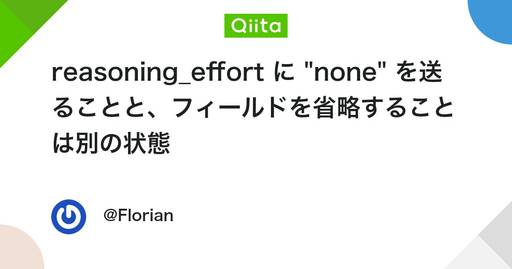 Qiita
reasoning_effort に "none" を送
ることと、フィールドを省略すること
は別の状態
@Florian